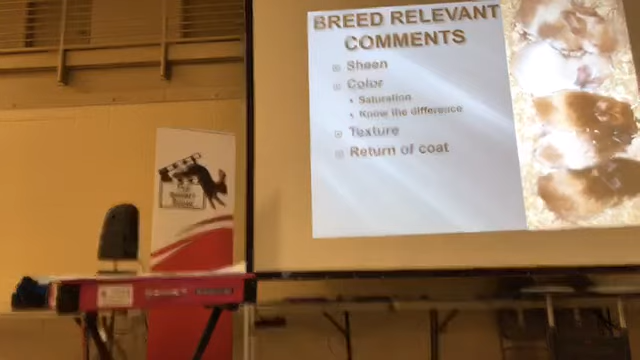 BREED RELEVANT
COMMENTS
Sheen
Color
Saturation
Know the difference
Texture
Return of coat